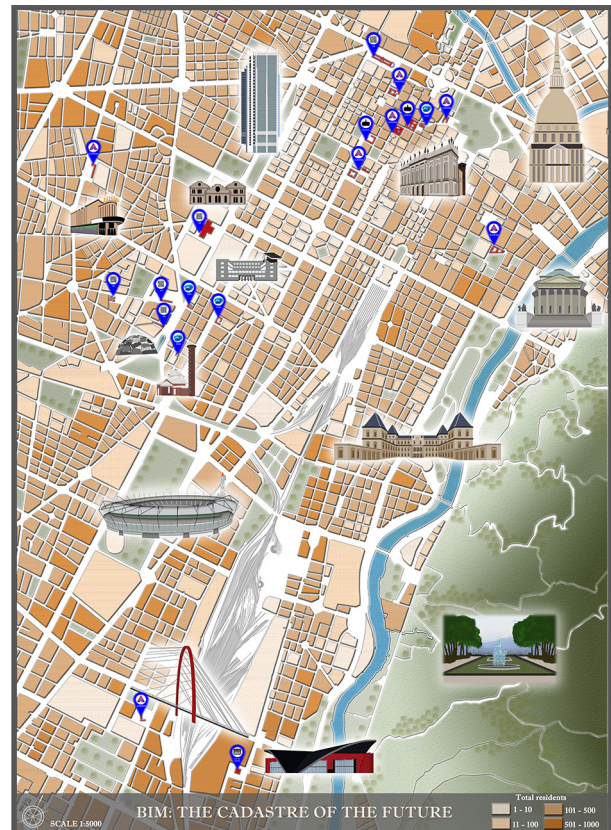 Total residents
1 - 10
101 - 500
11 - 100
501 - 1000
BIM: THE CADASTRE OF THE FUTURE
SCALE 1:5000